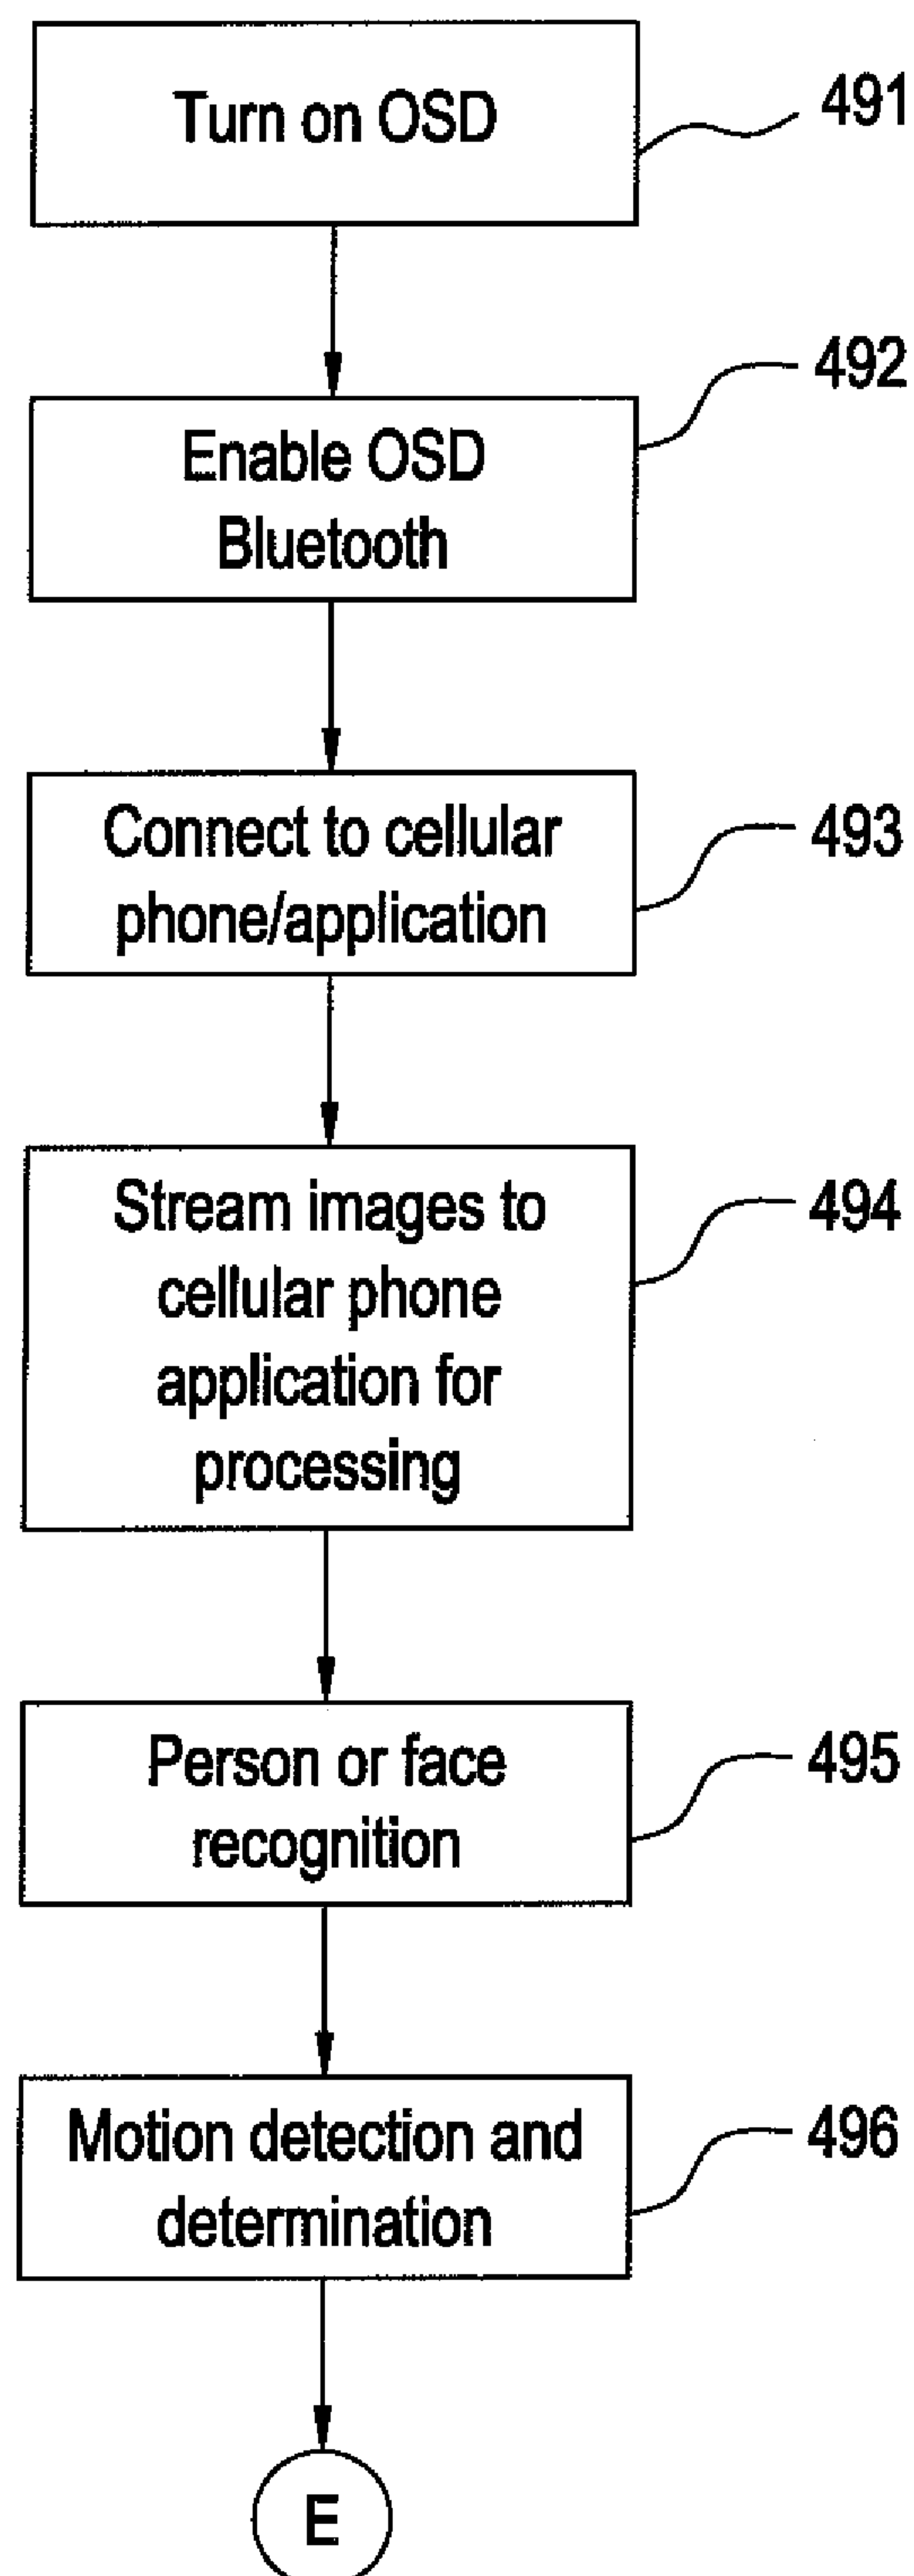 Turn on OSD
491
Enable OSD
Bluetooth
492
Connect to cellular
phone/application
493
Stream images to
cellular phone
application for
processing
494
Person or face
recognition
495
Motion detection and
determination
496
E